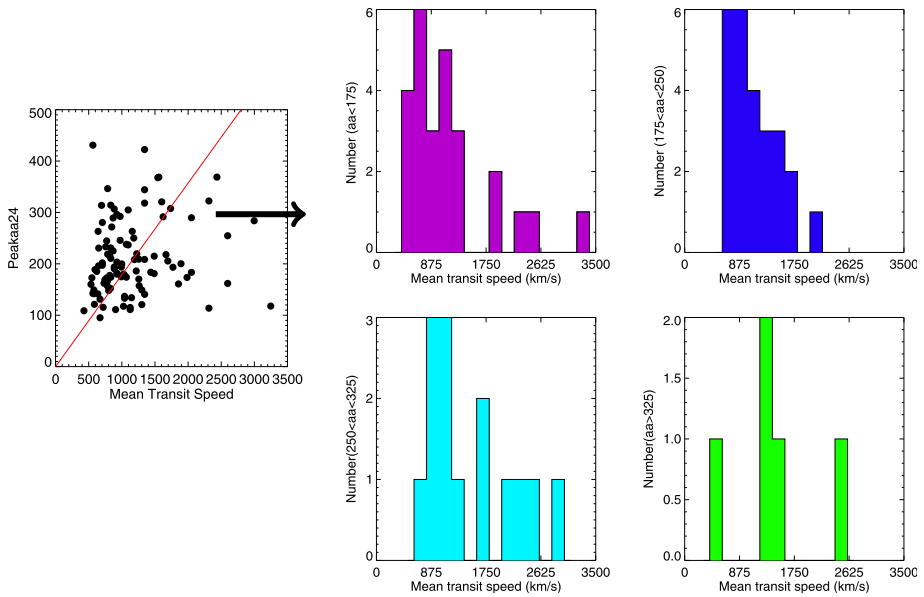 500
400
300
200
100
0
Peakaa24
0 500 1000 1500 2000 2500 3000 3500
Mean Transit Speed
6
4
2
0
Number (aa<175)
0 875 1750 2625 3500
Mean transit speed (km/s)
6
4
2
0
Number (175<aa<250)
0 875 1750 2625 3500
Mean transit speed (km/s)
3
2
1
0
Number(250<aa<325)
0 875 1750 2625 3500
Mean transit speed (km/s)
2.0
1.5
1.0
0.5
0.0
Number(aa>325)
0 875 1750 2625 3500
Mean transit speed (km/s)